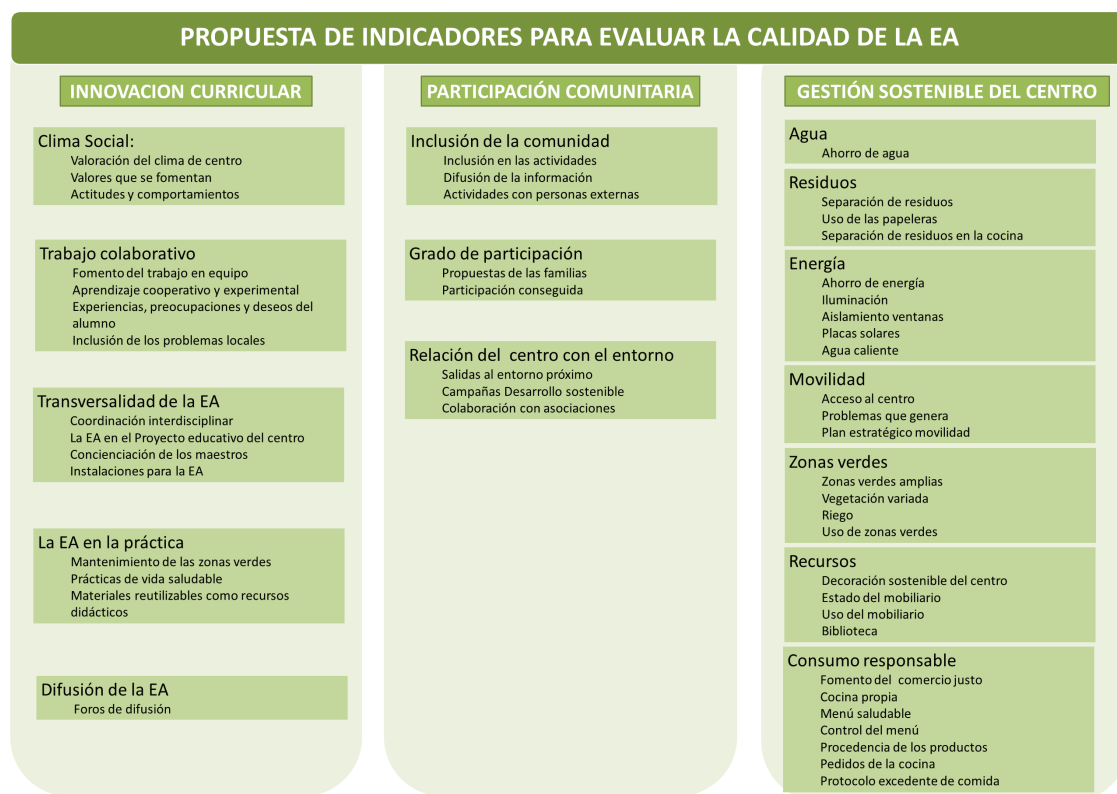 PROPUESTA DE INDICADORES PARA EVALUAR LA CALIDAD DE LA EA
INNOVACION CURRICULAR
Clima Social:
Valoración del clima de centro
Valores que se fomentan
Actitudes y comportamientos
Trabajo colaborativo
Fomento del trabajo en equipo
Aprendizaje cooperativo y experimental
Experiencias, preocupaciones y deseos del
alumno
Inclusión de los problemas locales
Transversalidad de la EA
Coordinación interdisciplinar
La EA en el Proyecto educativo del centro
Concienciación de los maestros
Instalaciones para la EA
La EA en la práctica
Mantenimiento de las zonas verdes
Prácticas de vida saludable
Materiales reutilizables como recursos
didácticos
Difusión de la EA
Foros de difusión
PARTICIPACIÓN COMUNITARIA
Inclusión de la comunidad
Inclusión en las actividades
Difusión de la información
Actividades con personas externas
Grado de participación
Propuestas de las familias
Participación conseguida
Relación del centro con el entorno
Salidas al entorno próximo
Campañas Desarrollo sostenible
Colaboración con asociaciones
GESTIÓN SOSTENIBLE DEL CENTRO
Agua
Ahorro de agua
Residuos
Separación de residuos
Uso de las papeleras
Separación de residuos en la cocina
Energía
Ahorro de energía
Iluminación
Aislamiento ventanas
Placas solares
Agua caliente
Movilidad
Acceso al centro
Problemas que genera
Plan estratégico movilidad
Zonas verdes
Zonas verdes amplias
Vegetación variada
Riego
Uso de zonas verdes
Recursos
Decoración sostenible del centro
Estado del mobiliario
Uso del mobiliario
Biblioteca
Consumo responsable
Fomento del comercio justo
Cocina propia
Menú saludable
Control del menú
Procedencia de los productos
Pedidos de la cocina
Protocolo excedente de comida